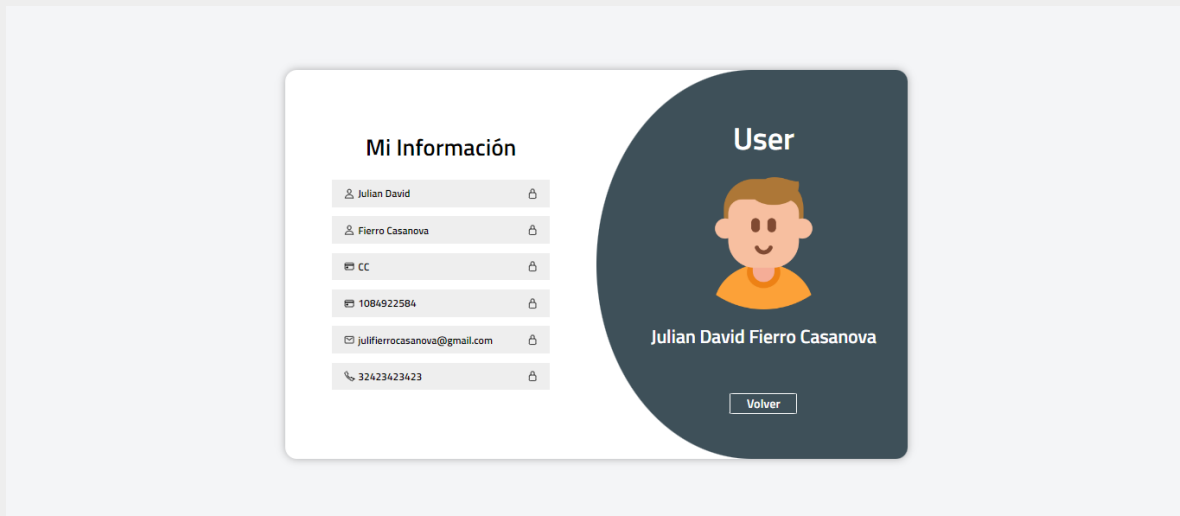 Mi Información
Julian David
Fierro Casanova
CC
1084922584
julifierrocasanova@gmail.com
32423423423
User
Julian David Fierro Casanova
Volver